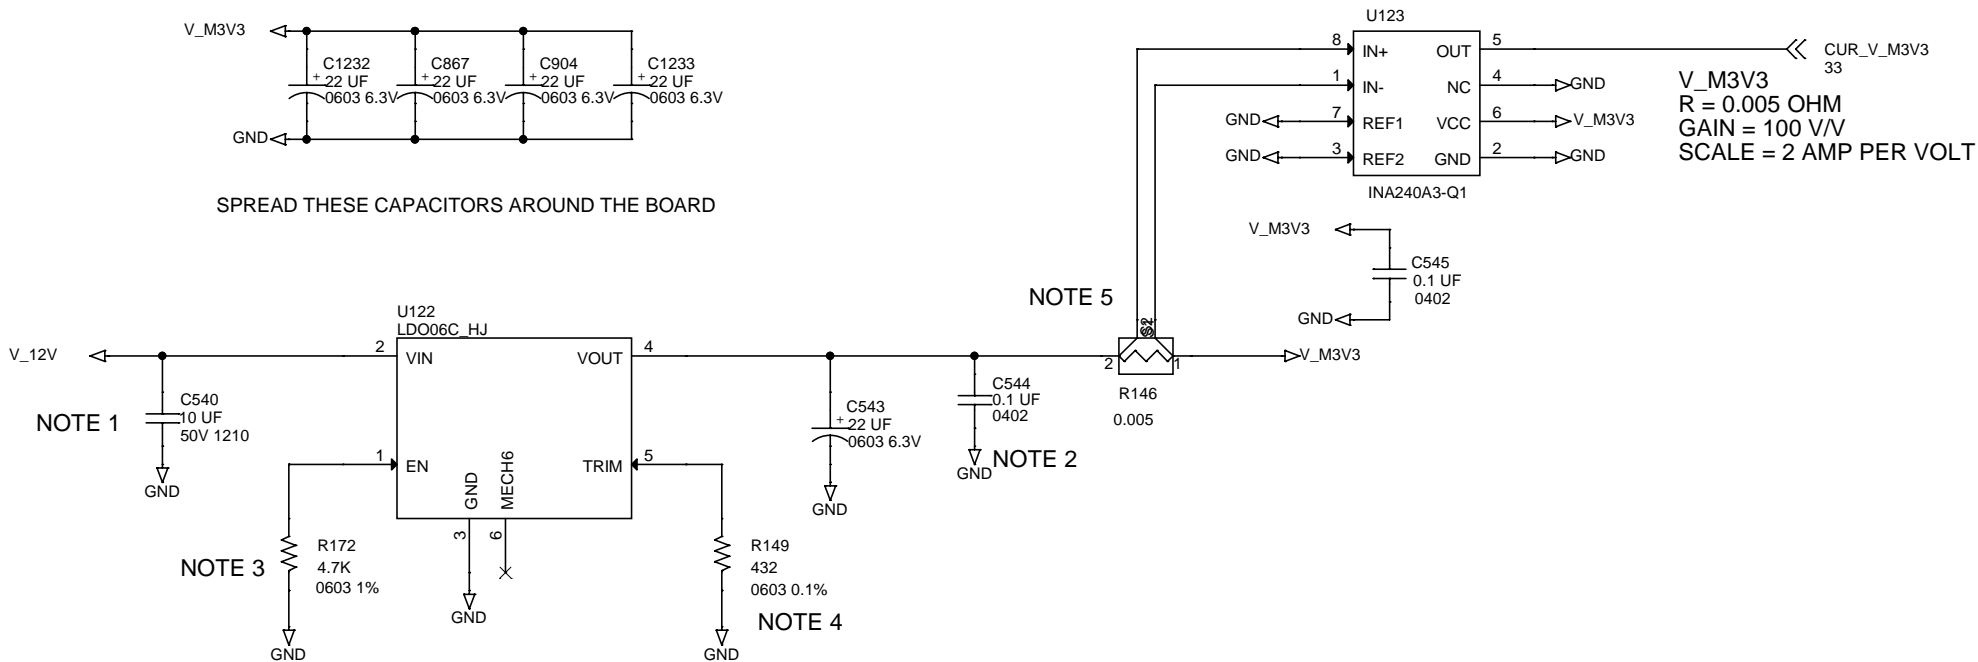 V_M3V3
C1232
22 UF
0603 6.3V
C867
22 UF
0603 6.3V
C904
22 UF
0603 6.3V
C1233
22 UF
0603 6.3V
+
+
+
+
GND
SPREAD THESE CAPACITORS AROUND THE BOARD
U123
8
IN+
OUT
5
1
IN-
NC
4
GND
GND
7
REF1
VCC
6
V_M3V3
GND
3
REF2
GND
2
GND
INA240A3-Q1
CUR_V_M3V3
33
V_M3V3
R = 0.005 OHM
GAIN = 100 V/V
SCALE = 2 AMP PER VOLT
V_M3V3
C545
0.1 UF
0402
GND
NOTE 5
U122
LDO06C_HJ
V_12V
2
VIN
VOUT
4
C540
10 UF
50V 1210
NOTE 1
GND
1
EN
TRIM
5
GND
MECH6
3
6
GND
R172
4.7K
0603 1%
NOTE 3
GND
R149
432
0603 0.1%
NOTE 4
GND
C543
+
22 UF
0603 6.3V
GND
C544
0.1 UF
0402
GND
NOTE 2
2
1
V_M3V3
R146
0.005